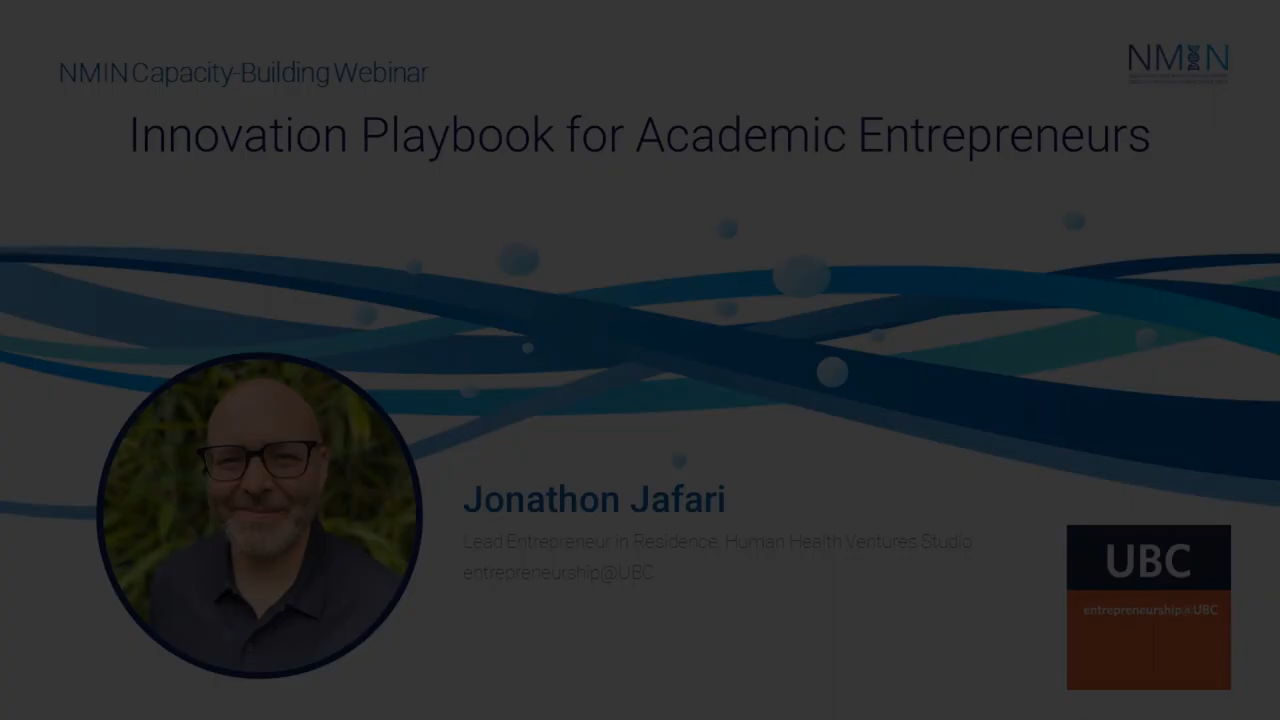 NMIN Capacity-Building Webinar
NMIN
Innovation Playbook for Academic Entrepreneurs
Jonathon Jafari
Lead Entrepreneur in Residence, Human Health Ventures Studio
entrepreneurship@UBC
UBC
entrepreneurship@UBC